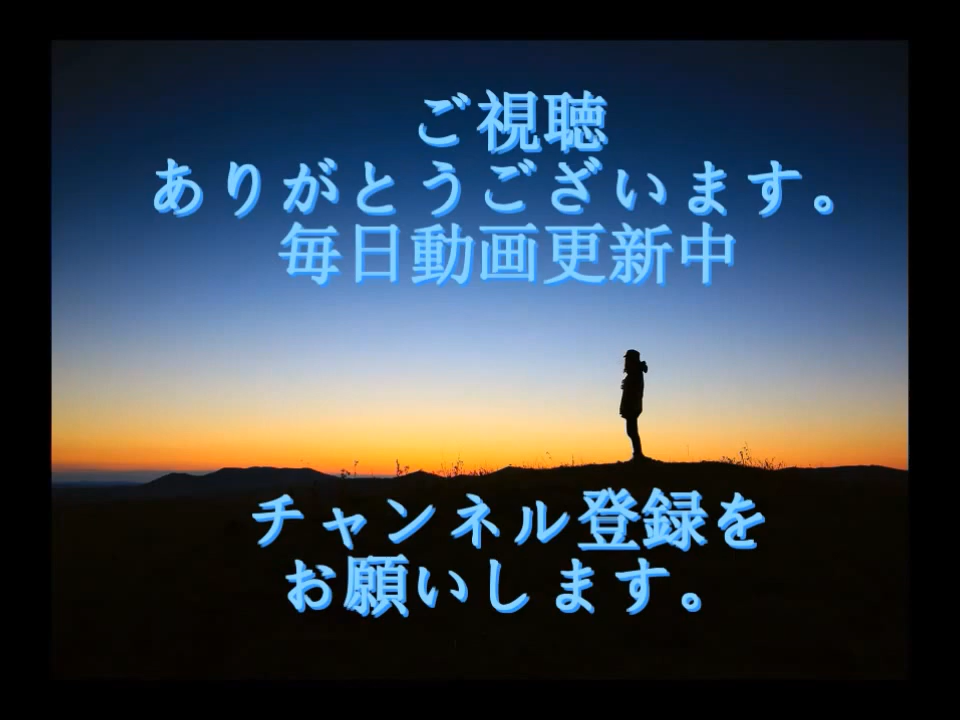 ご視聴
ありがとうございます。
毎日動画更新中
チャンネル登録を
お願いします。